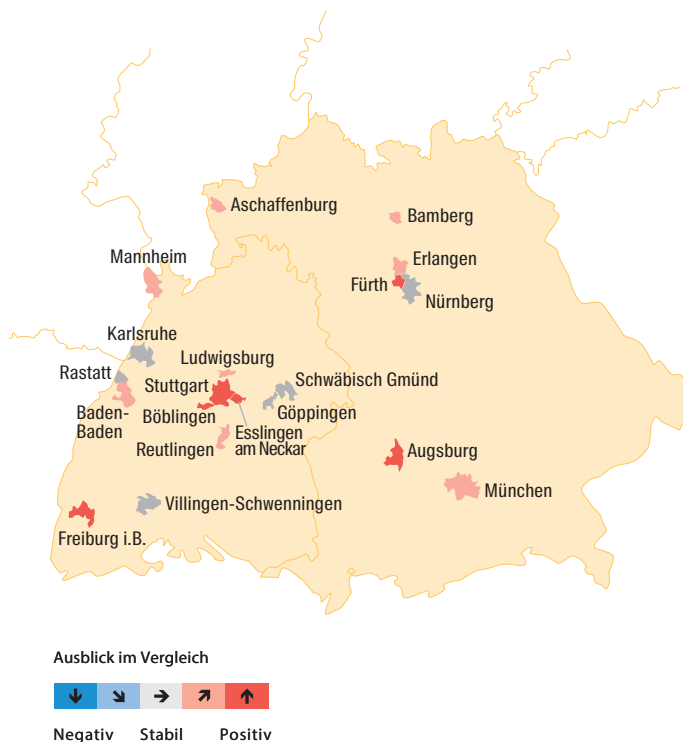 Aschaffenburg
Bamberg
Mannheim
Erlangen
Fürth
Nürnberg
Karlsruhe
Ludwigsburg
Rastatt
Stuttgart
Schwäbisch Gmünd
Baden-
Baden
Böblingen
Göppingen
Esslingen
am Neckar
Reutlingen
Augsburg
München
Villingen-Schwenningen
Freiburg i.B.
Ausblick im Vergleich
Negativ Stabil Positiv